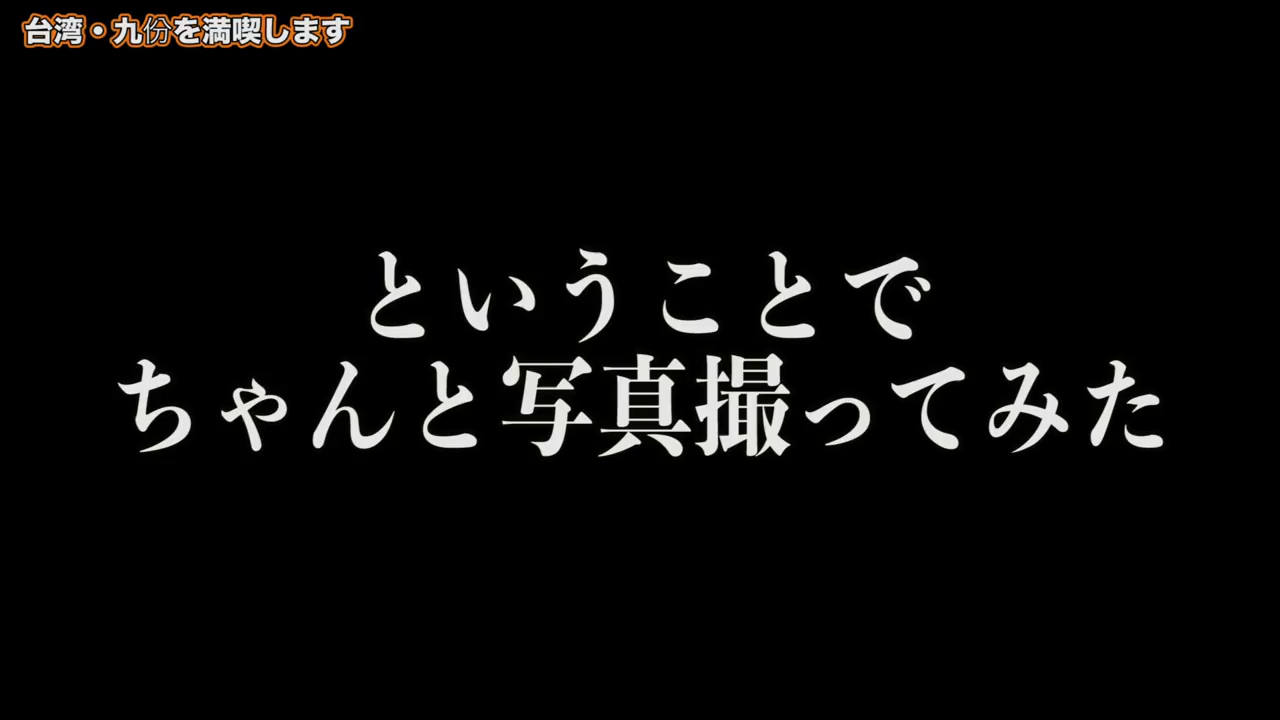 台湾・九份を満喫します
ということで
ちゃんと写真撮ってみた